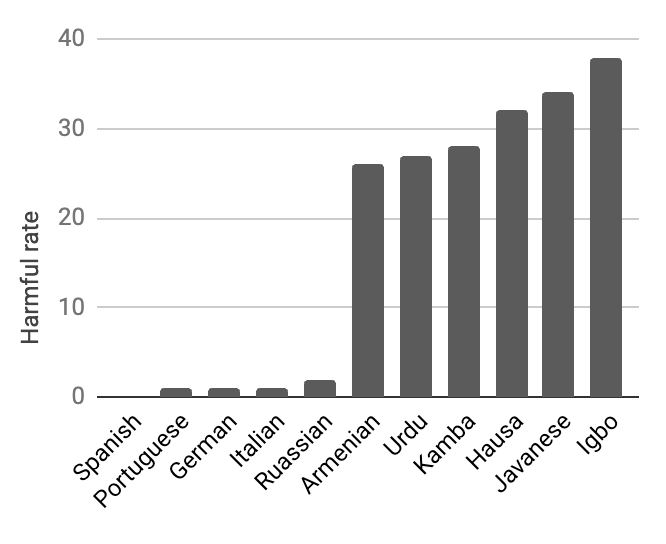 40
30
20
10
0
Harmful rate
Spanish
Portuguese
German
Italian
Ruassian
Armenian
Urdu
Kamba
Hausa
Javanese
Igbo